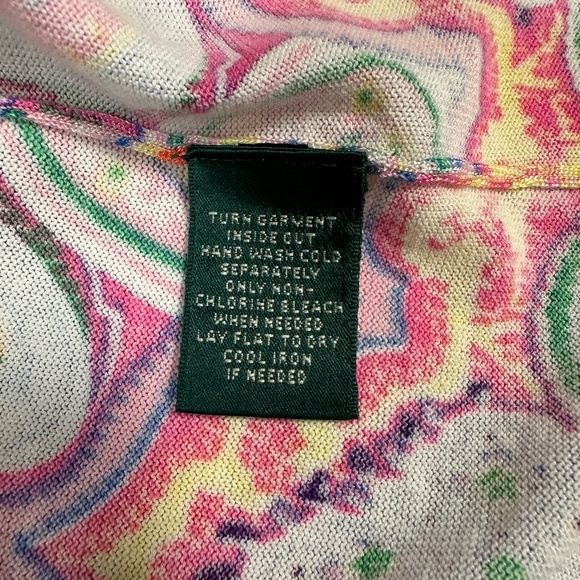 TURN GARMENT
INSIDE OUT
HAND WASH COLD
SEPARATELY
ONLY NON-
CHLORINE BLEACH
WHEN NEEDED
LAY FLAT TO DRY
COOL IRON
IF NEEDED